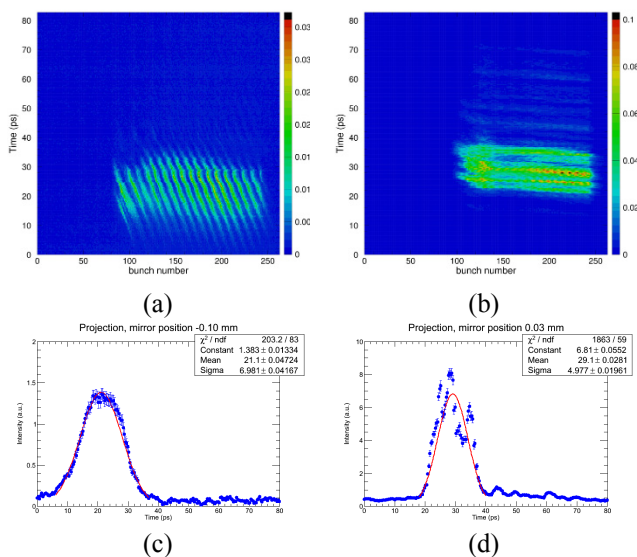 80
70
60
50
40
30
20
10
0
Time (ps)
0 50 100 150 200 250
bunch number
0.03
0.03
0.02
0.02
0.01
0.01
0.00
0
(a)
80
70
60
50
40
30
20
10
0
Time (ps)
0 50 100 150 200 250
bunch number
0.1
0.08
0.06
0.04
0.02
0
(b)
Projection, mirror position -0.10 mm
χ² / ndf 203.2 / 83
Constant 1.383 ± 0.01334
Mean 21.1 ± 0.04724
Sigma 6.981 ± 0.04167
Intensity (a.u.)
2
1.5
1
0.5
0
0 10 20 30 40 50 60 70 80
Time (ps)
(c)
Projection, mirror position 0.03 mm
χ² / ndf 1863 / 59
Constant 6.81 ± 0.0552
Mean 29.1 ± 0.0281
Sigma 4.977 ± 0.01961
Intensity (a.u.)
10
8
6
4
2
0
0 10 20 30 40 50 60 70 80
Time (ps)
(d)